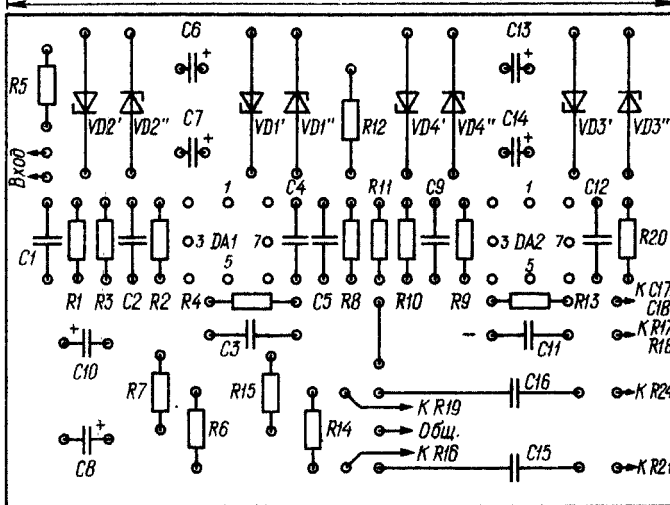 C6 C13
R5
VD2' VD2" C7 VD1' VD1" R12 VD4' VD4" C14 VD3' VD3"
Вход
1 C4 R11 C9 1 C12
C1 3 DA1 7 3 DA2 7 R20
5 5
R1 R3 C2 R2 R4 C5 R8 R10 R9 R13 К C17
C18
C3 C11 К R17
R18
C10
R7 R15 C16 К R24
R6 R14 К R19
Общ.
C8 К R16 C15 К R21